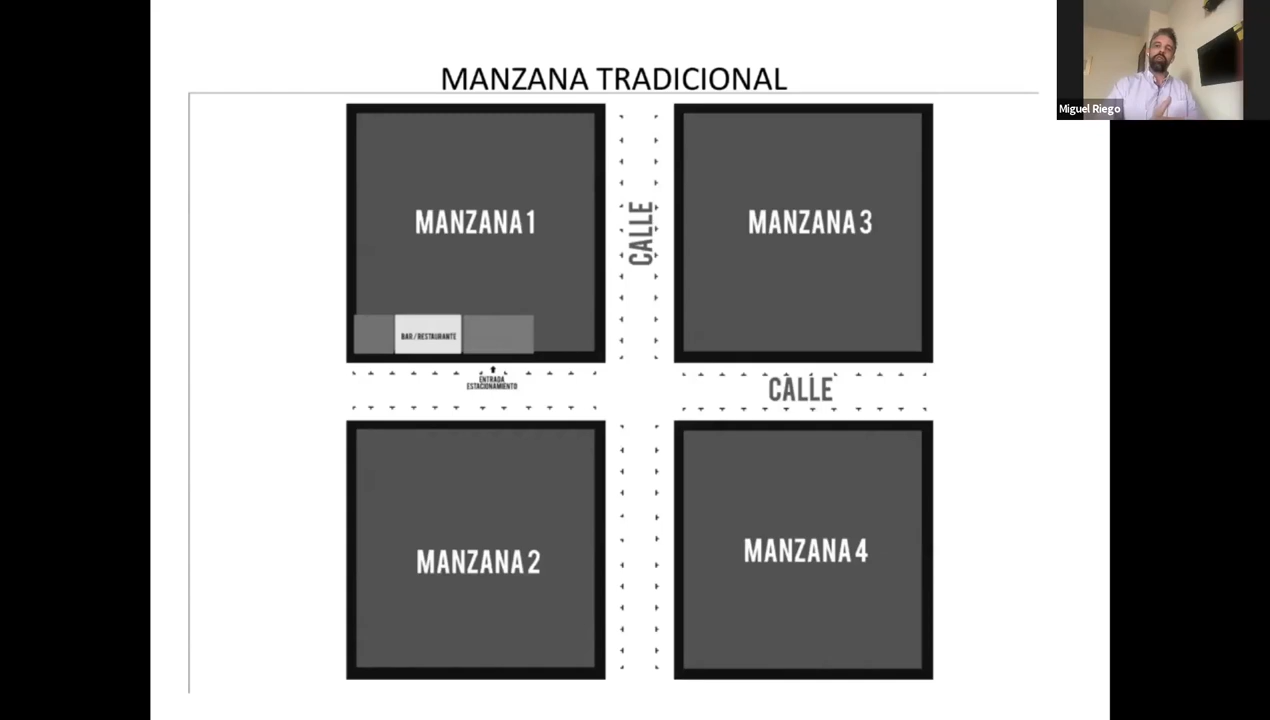 MANZANA TRADICIONAL
Miguel Riego
MANZANA 1
CALLE
MANZANA 3
BAR / RESTAURANTE
ENTRADA
ESTACIONAMIENTO
CALLE
MANZANA 2
MANZANA 4